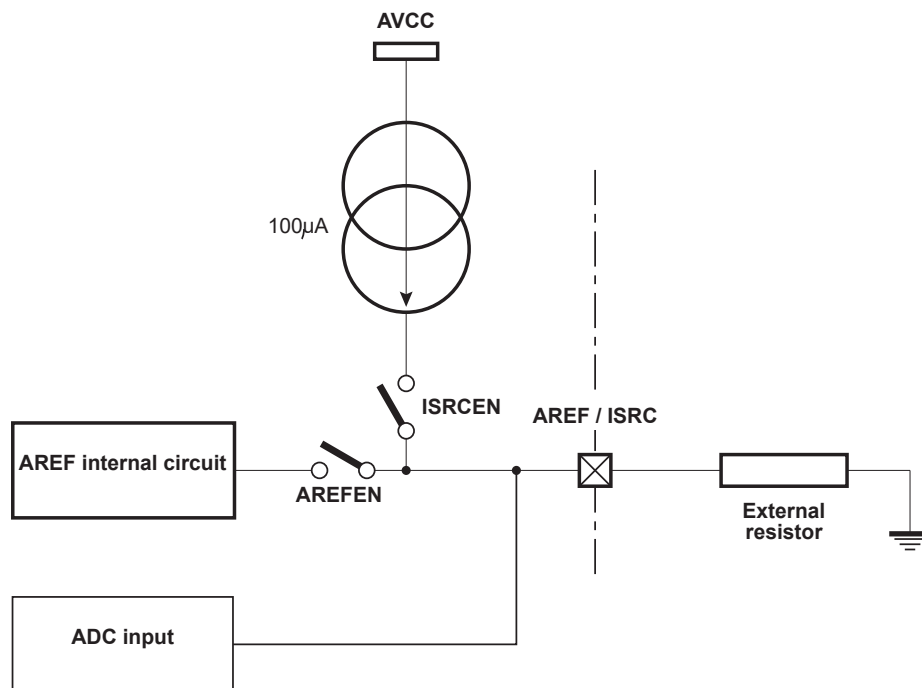 AVCC
100µA
ISRCEN
AREF / ISRC
AREF internal circuit
AREFEN
External
resistor
ADC input